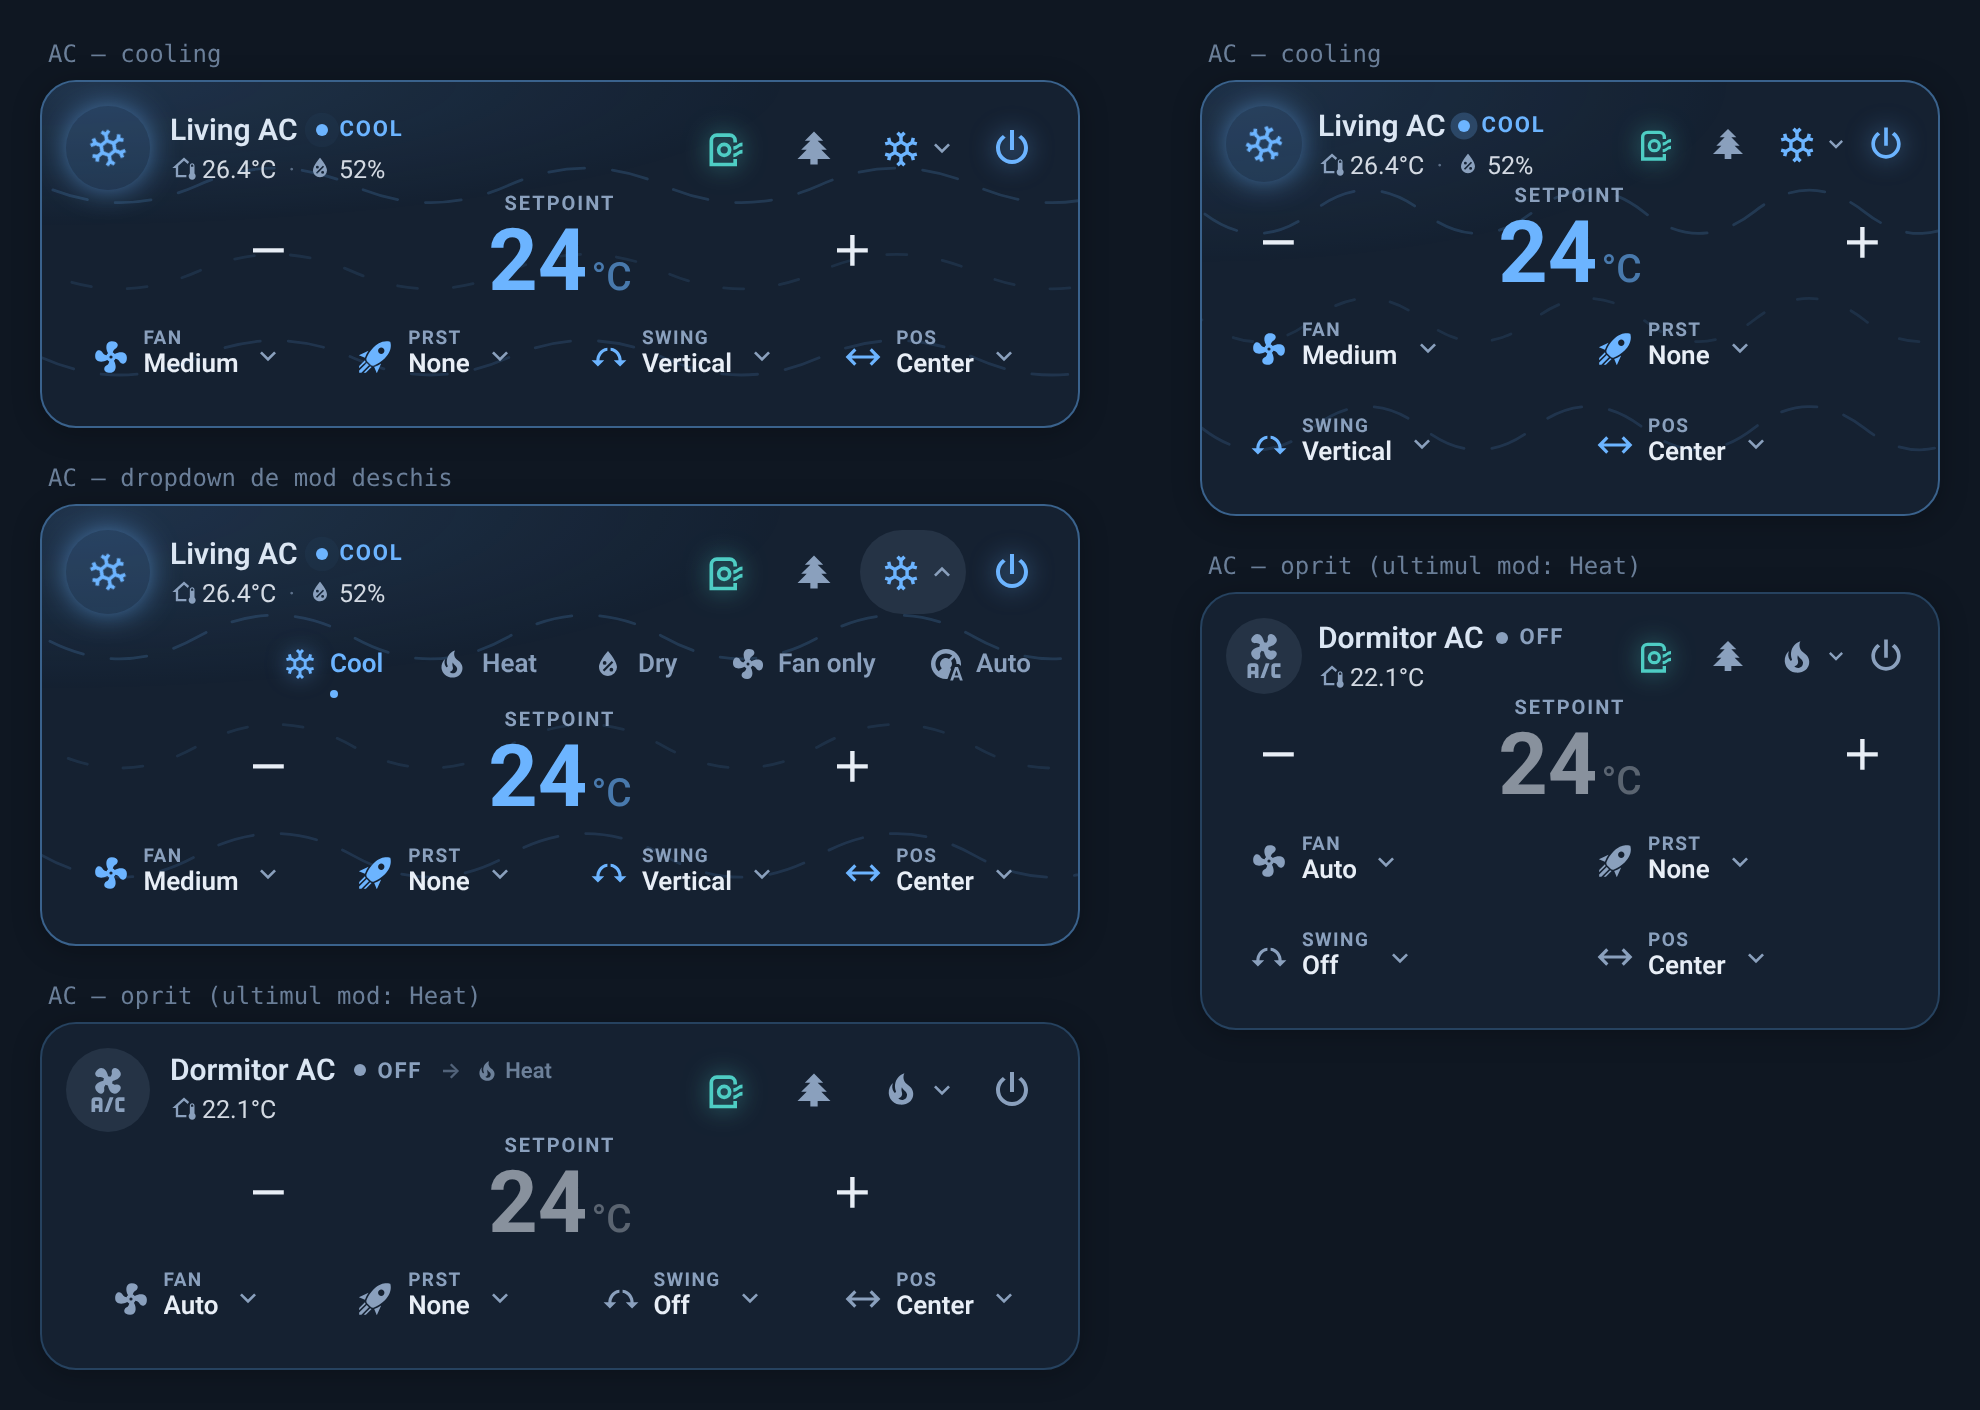 AC — cooling
Living AC COOL
26.4°C · 52%
SETPOINT
− 24 °C +
FAN PRST SWING POS
Medium None Vertical Center
AC — dropdown de mod deschis
Living AC COOL
26.4°C · 52%
Cool Heat Dry Fan only Auto
SETPOINT
− 24 °C +
FAN PRST SWING POS
Medium None Vertical Center
AC — oprit (ultimul mod: Heat)
Dormitor AC OFF → Heat
A/C 22.1°C
SETPOINT
− 24 °C +
FAN PRST SWING POS
Auto None Off Center
AC — cooling
Living AC COOL
26.4°C · 52%
SETPOINT
− 24 °C +
FAN PRST
Medium None
SWING POS
Vertical Center
AC — oprit (ultimul mod: Heat)
Dormitor AC OFF
A/C 22.1°C
SETPOINT
− 24 °C +
FAN PRST
Auto None
SWING POS
Off Center